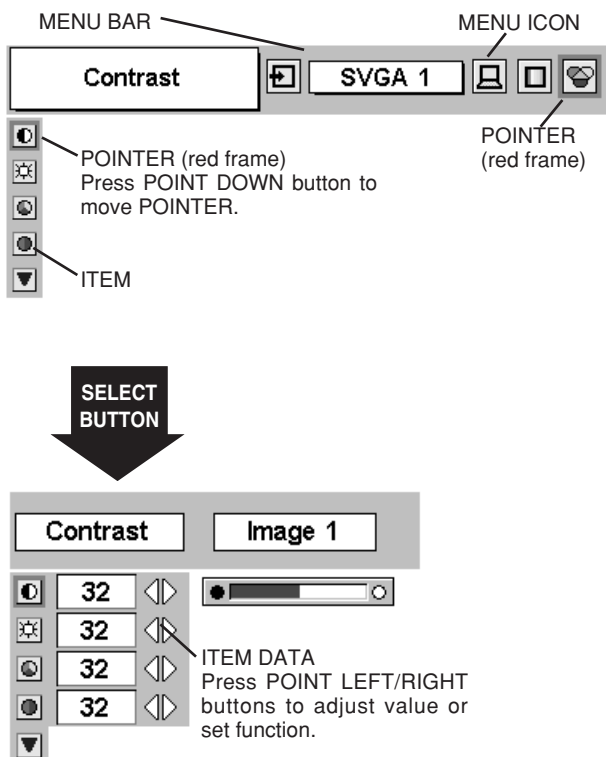 MENU BAR
MENU ICON
Contrast
SVGA 1
POINTER
(red frame)
POINTER (red frame)
Press POINT DOWN button to
move POINTER.
ITEM
SELECT
BUTTON
Contrast
Image 1
32
32
32
32
ITEM DATA
Press POINT LEFT/RIGHT
buttons to adjust value or
set function.